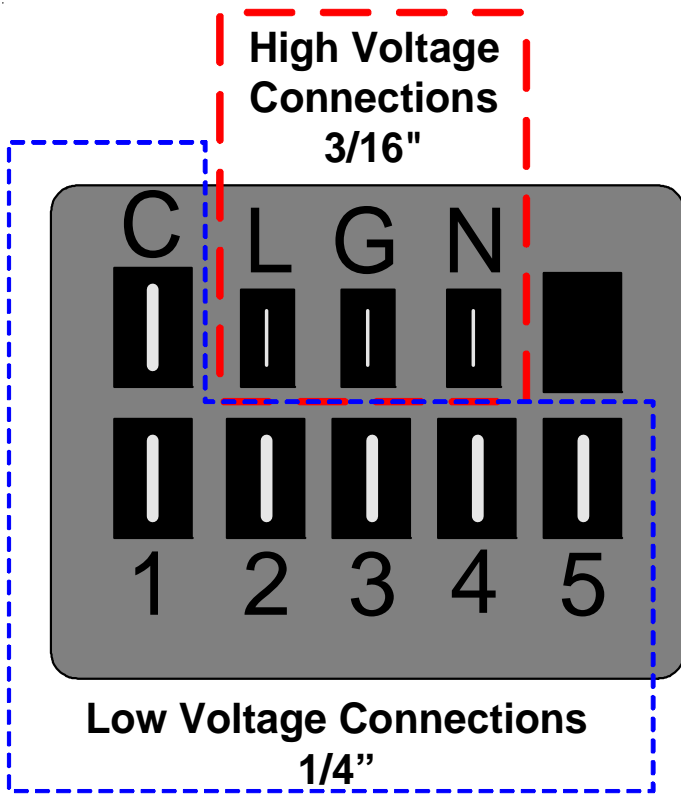 High Voltage
Connections
3/16"
C L G N
1 2 3 4 5
Low Voltage Connections
1/4”